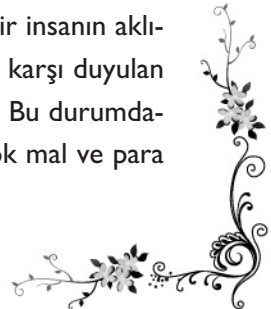 ir insanın aklı-
karşı duyulan
Bu durumda-
ok mal ve para